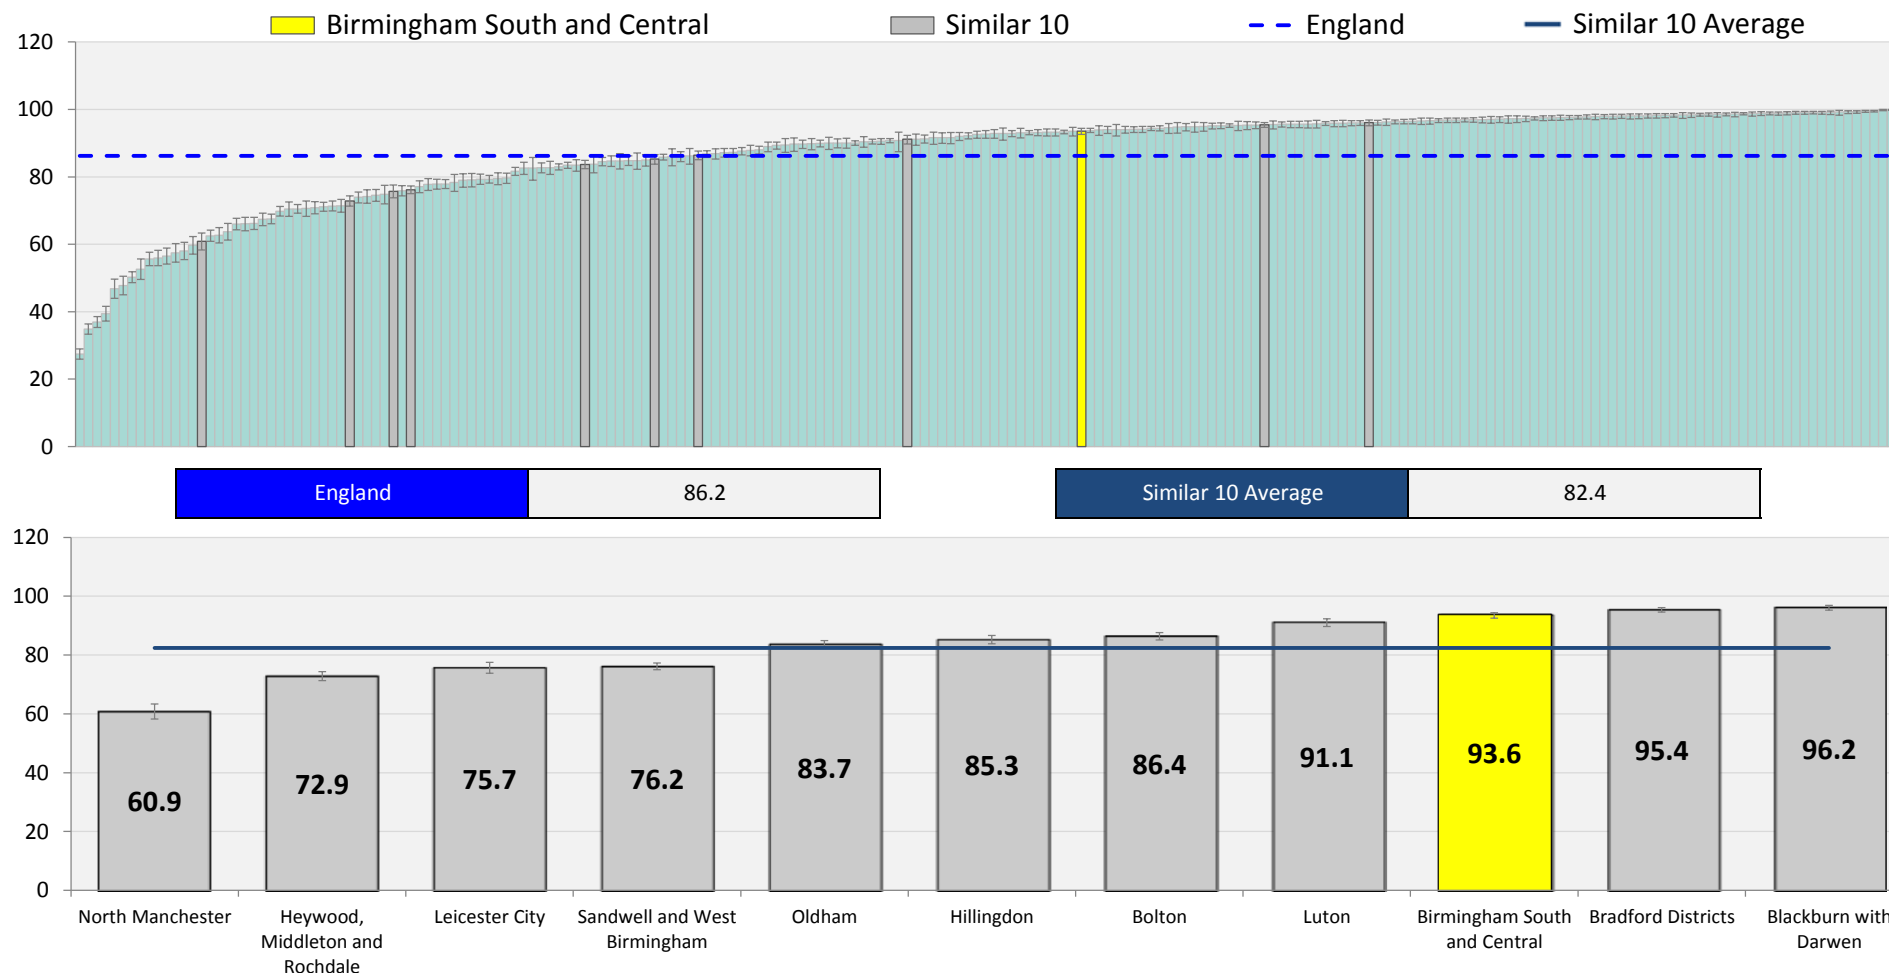 Birmingham South and Central
Similar 10
England
Similar 10 Average
120
100
80
60
40
20
0
England
86.2
Similar 10 Average
82.4
120
100
80
60
40
20
0
60.9
72.9
75.7
76.2
83.7
85.3
86.4
91.1
93.6
95.4
96.2
North Manchester
Heywood,
Middleton and
Rochdale
Leicester City
Sandwell and West
Birmingham
Oldham
Hillingdon
Bolton
Luton
Birmingham South
and Central
Bradford Districts
Blackburn with
Darwen